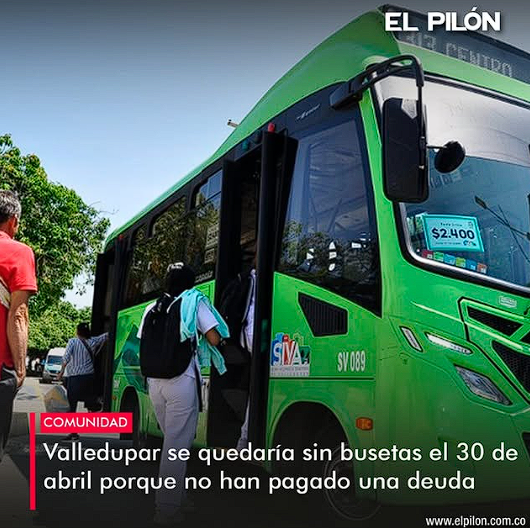 EL PILÓN
CENTRO
$2.400
SIVA
SV 089
COMUNIDAD
Valledupar se quedaría sin busetas el 30 de
abril porque no han pagado una deuda
www.elpilon.com.co